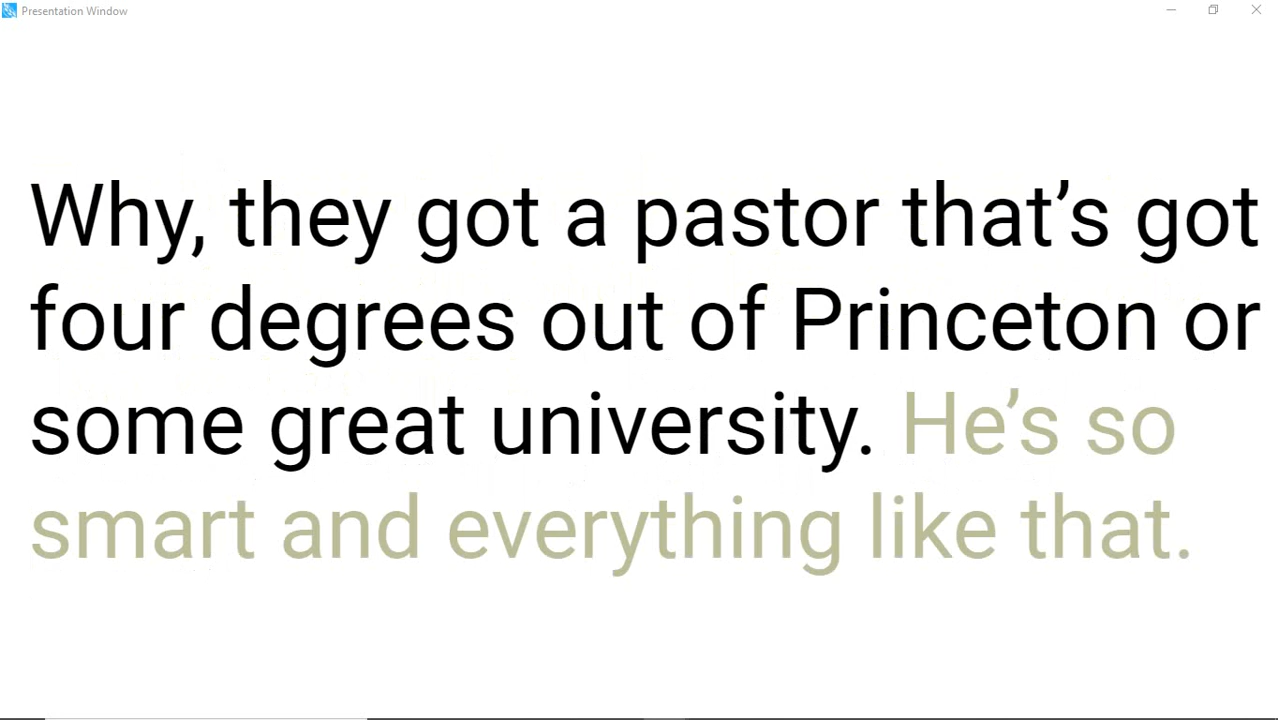 Presentation Window
Why, they got a pastor that’s got
four degrees out of Princeton or
some great university. He’s so
smart and everything like that.